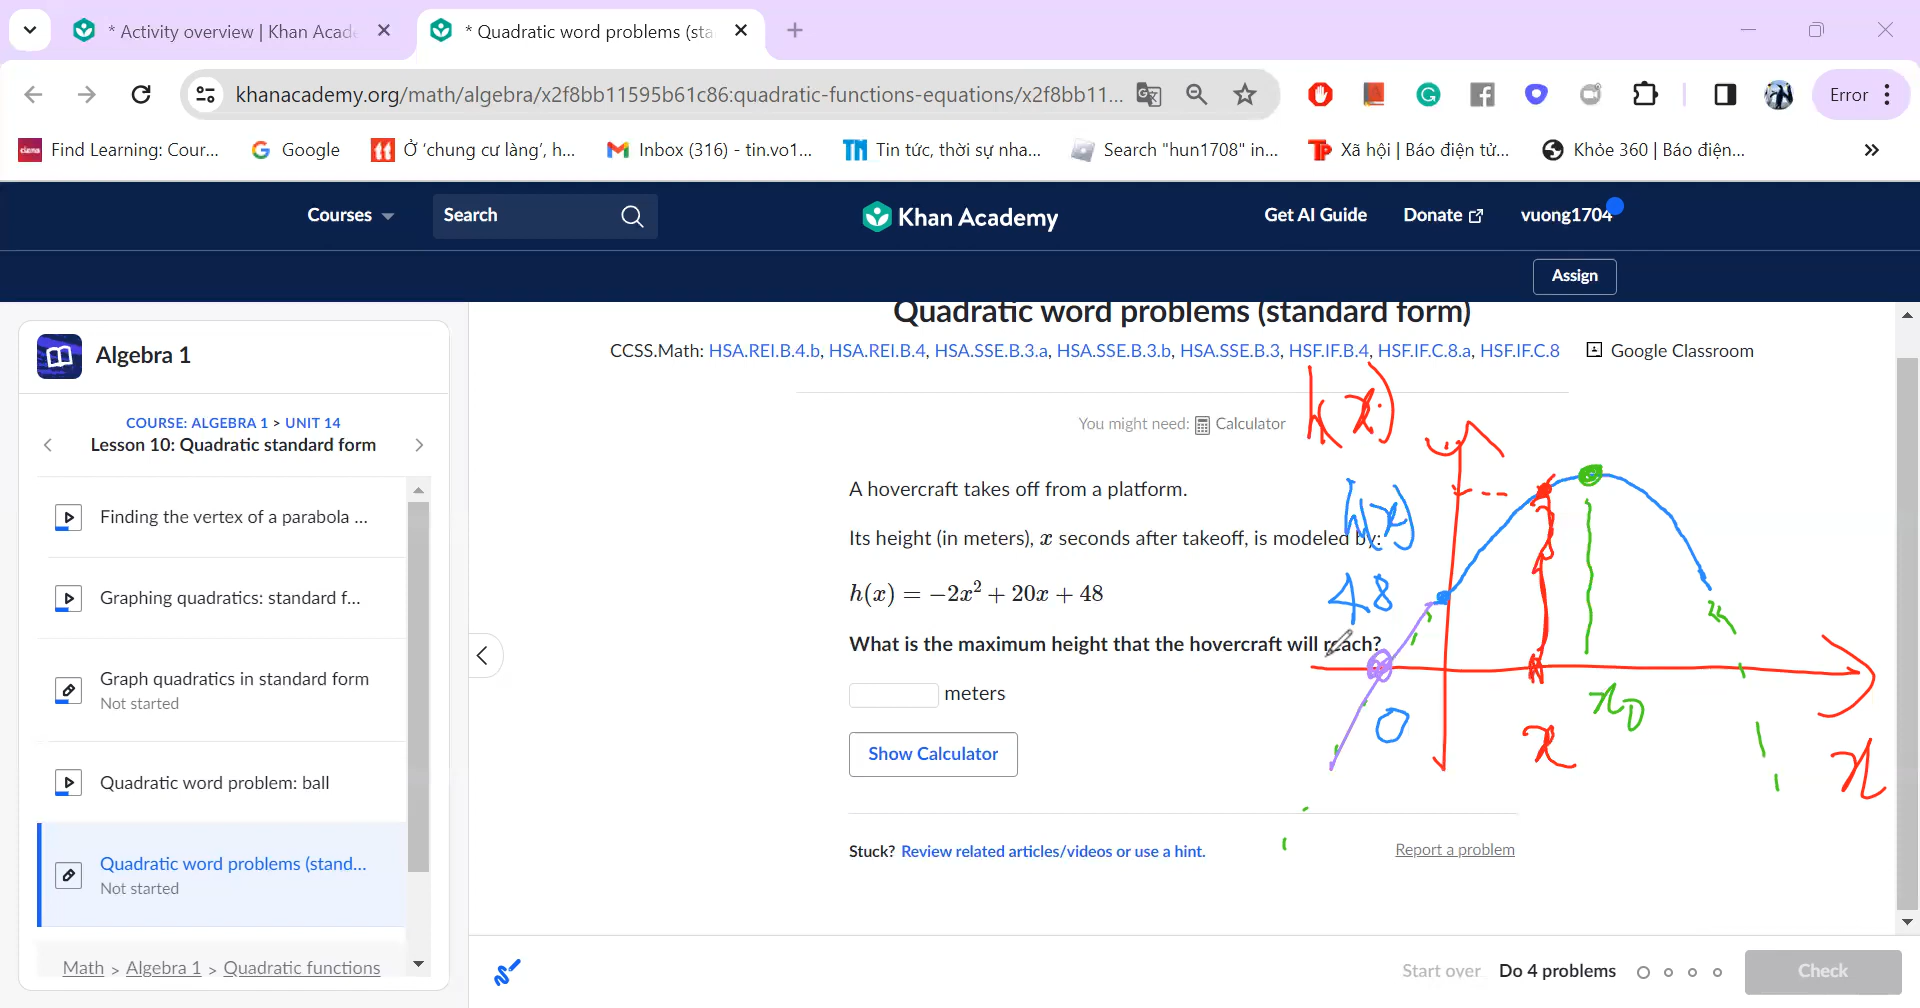 * Activity overview | Khan Acade
* Quadratic word problems (sta
khanacademy.org/math/algebra/x2f8bb11595b61c86:quadratic-functions-equations/x2f8bb11...
Error
Find Learning: Cour...
Google
Ở 'chung cư làng', h...
Inbox (316) - tin.vo1...
TN Tin tức, thời sự nha...
Search "hun1708" in...
Xã hội | Báo điện tử...
Khỏe 360 | Báo điện...
Courses
Search
Khan Academy
Get AI Guide
Donate
vuong1704
Assign
Algebra 1
COURSE: ALGEBRA 1 > UNIT 14
Lesson 10: Quadratic standard form
Finding the vertex of a parabola ...
Graphing quadratics: standard f...
Graph quadratics in standard form
Not started
Quadratic word problem: ball
Quadratic word problems (stand...
Not started
Math > Algebra 1 > Quadratic functions
Quadratic word problems (standard form)
CCSS.Math: HSA.REI.B.4.b, HSA.REI.B.4, HSA.SSE.B.3.a, HSA.SSE.B.3.b, HSA.SSE.B.3, HSF.IF.B.4, HSF.IF.C.8.a, HSF.IF.C.8
Google Classroom
You might need: Calculator
h(x)
A hovercraft takes off from a platform.
h(x)
Its height (in meters), x seconds after takeoff, is modeled by:
h(x) = −2x² + 20x + 48
48
What is the maximum height that the hovercraft will reach?
meters
0
x
x
Show Calculator
Stuck? Review related articles/videos or use a hint.
Report a problem
Start over
Do 4 problems
Check